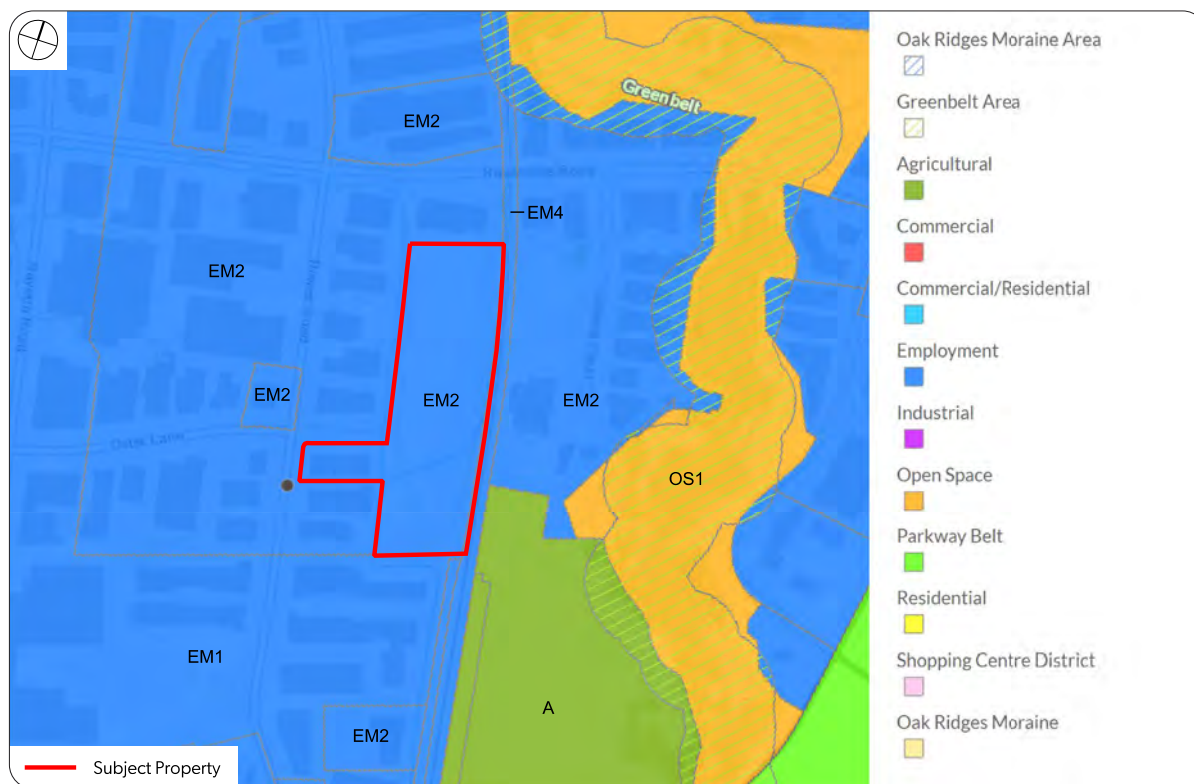 Greenbelt
EM2
EM4
EM2
EM2
EM2
EM2
OS1
EM1
A
EM2
Subject Property
Oak Ridges Moraine Area
Greenbelt Area
Agricultural
Commercial
Commercial/Residential
Employment
Industrial
Open Space
Parkway Belt
Residential
Shopping Centre District
Oak Ridges Moraine